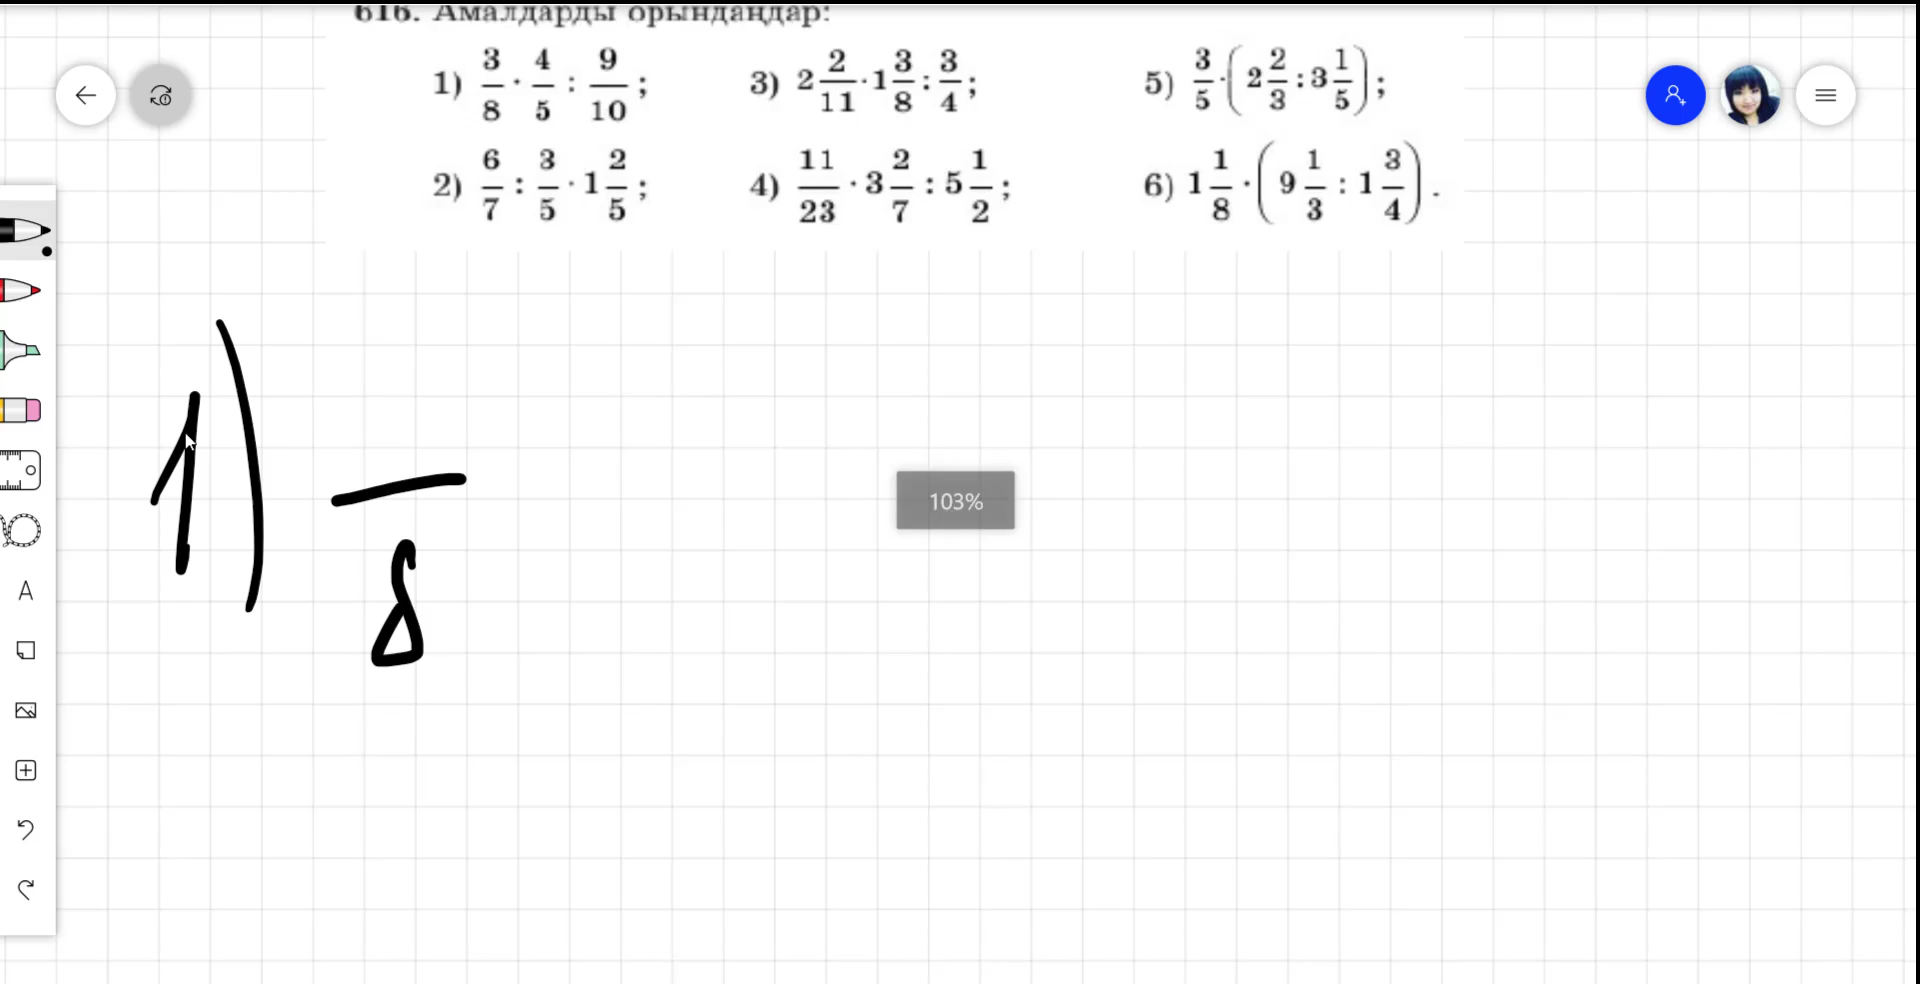 616. Амалдарды орындаңдар:
1) 3/8 · 4/5 : 9/10 ; 3) 2 2/11 · 1 3/8 : 3/4 ; 5) 3/5 · (2 2/3 : 3 1/5) ;
2) 6/7 : 3/5 · 1 2/5 ; 4) 11/23 · 3 2/7 : 5 1/2 ; 6) 1 1/8 · (9 1/3 : 1 3/4) .
1) /8
103%
A